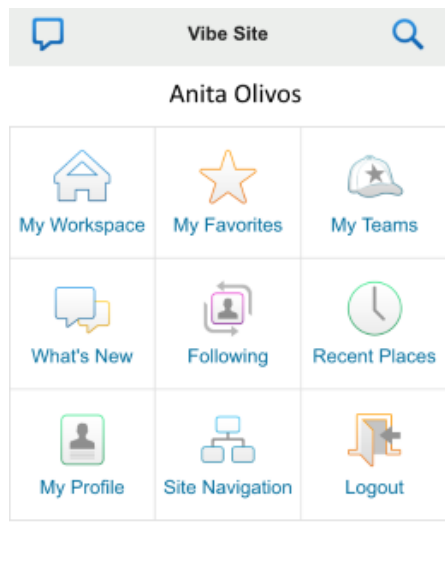 Vibe Site
Anita Olivos
My Workspace
My Favorites
My Teams
What's New
Following
Recent Places
My Profile
Site Navigation
Logout